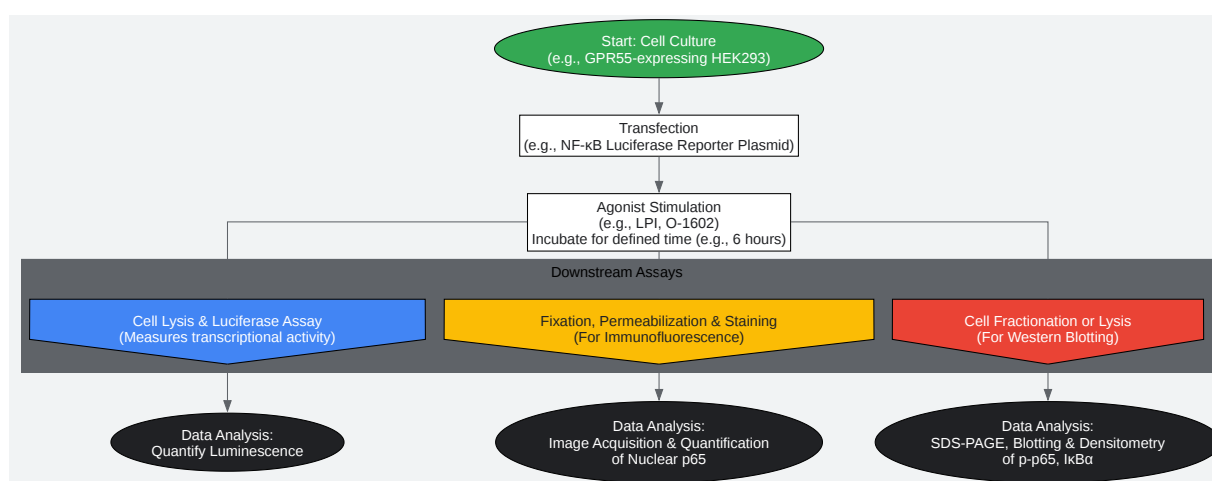 Start: Cell Culture
(e.g., GPR55-expressing HEK293)
Transfection
(e.g., NF-κB Luciferase Reporter Plasmid)
Agonist Stimulation
(e.g., LPI, O-1602)
Incubate for defined time (e.g., 6 hours)
Downstream Assays
Cell Lysis & Luciferase Assay
(Measures transcriptional activity)
Fixation, Permeabilization & Staining
(For Immunofluorescence)
Cell Fractionation or Lysis
(For Western Blotting)
Data Analysis:
Quantify Luminescence
Data Analysis:
Image Acquisition & Quantification
of Nuclear p65
Data Analysis:
SDS-PAGE, Blotting & Densitometry
of p-p65, IκBα